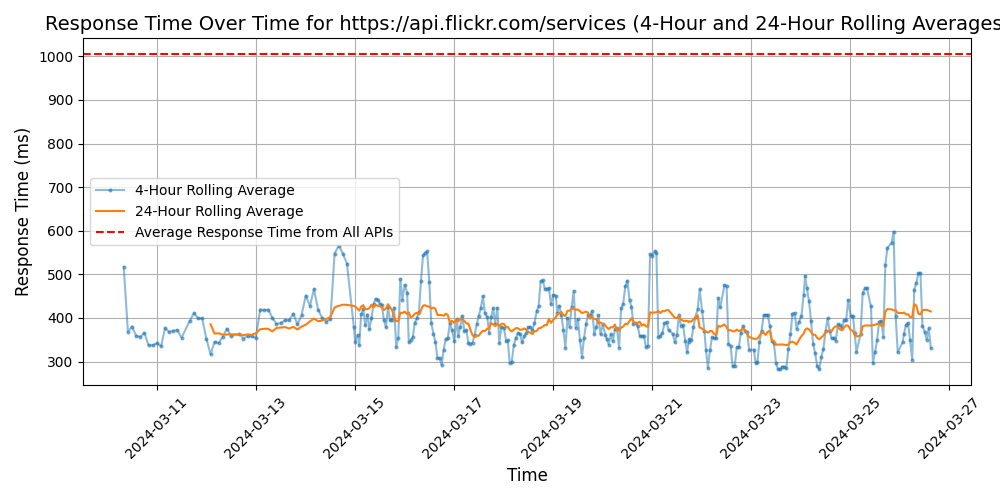 Response Time Over Time for https://api.flickr.com/services (4-Hour and 24-Hour Rolling Averages
Response Time (ms)
1000
900
800
700
600
500
400
300
4-Hour Rolling Average
24-Hour Rolling Average
Average Response Time from All APIs
2024-03-11
2024-03-13
2024-03-15
2024-03-17
2024-03-19
2024-03-21
2024-03-23
2024-03-25
2024-03-27
Time